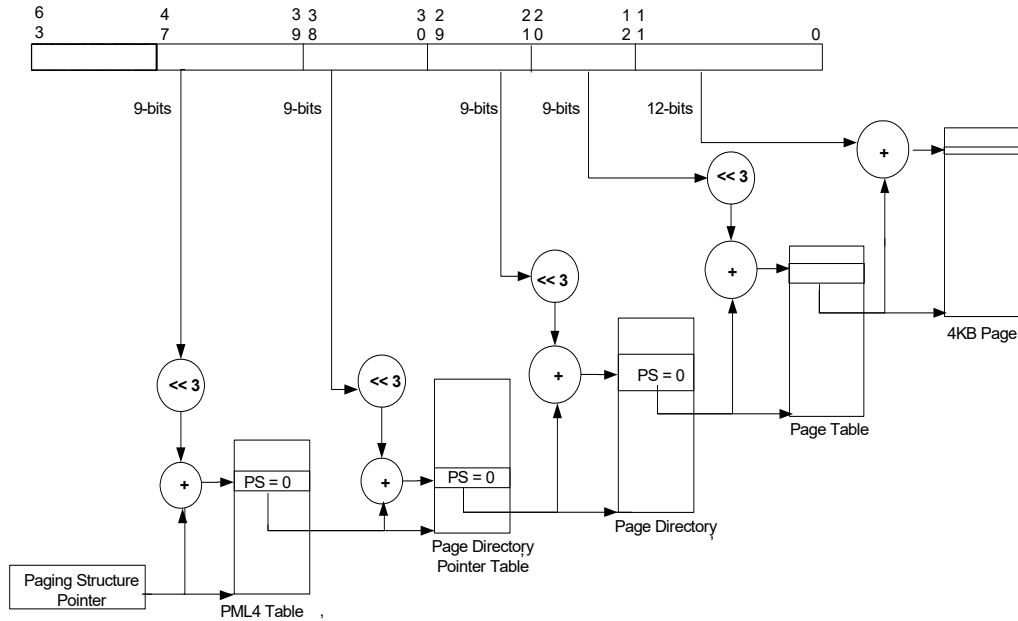 6 4 3 3 3 2 2 2 1 1
3 7 9 8 0 9 1 0 2 1 0
9-bits 9-bits 9-bits 9-bits 12-bits
+
<< 3
+
<< 3
4KB Page
+
PS = 0
<< 3 << 3
Page Table
+ PS = 0 + PS = 0
Page Directory,
Page Directory,
Pointer Table
Paging Structure
Pointer
PML4 Table ,